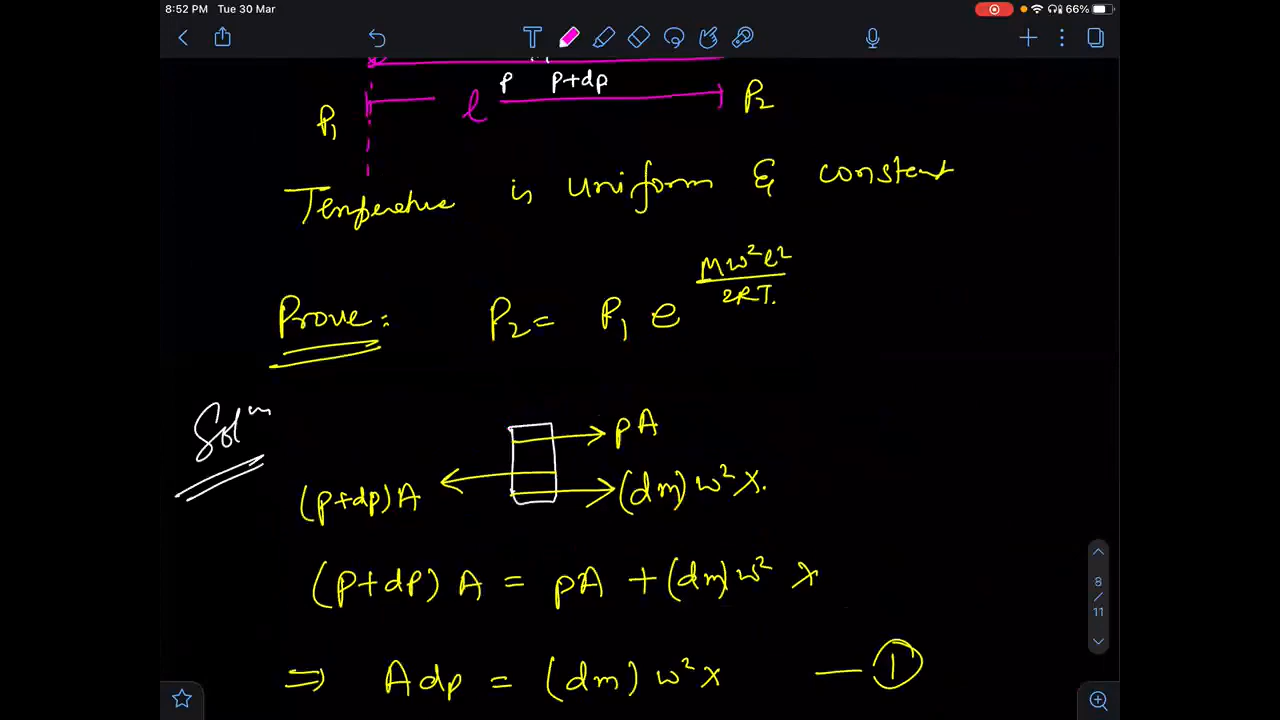 8:52 PM Tue 30 Mar
66%
T
p p+dp
l
P₁
P₂
Temperature is uniform & constant
Prove: P₂ = P₁ e^(Mω²l²/2RT.)
Solⁿ
pA
(p+dp)A
(dm) ω² x.
(p+dp) A = pA + (dm) ω² x
⇒ A dp = (dm) ω² x — ①
8
/
11